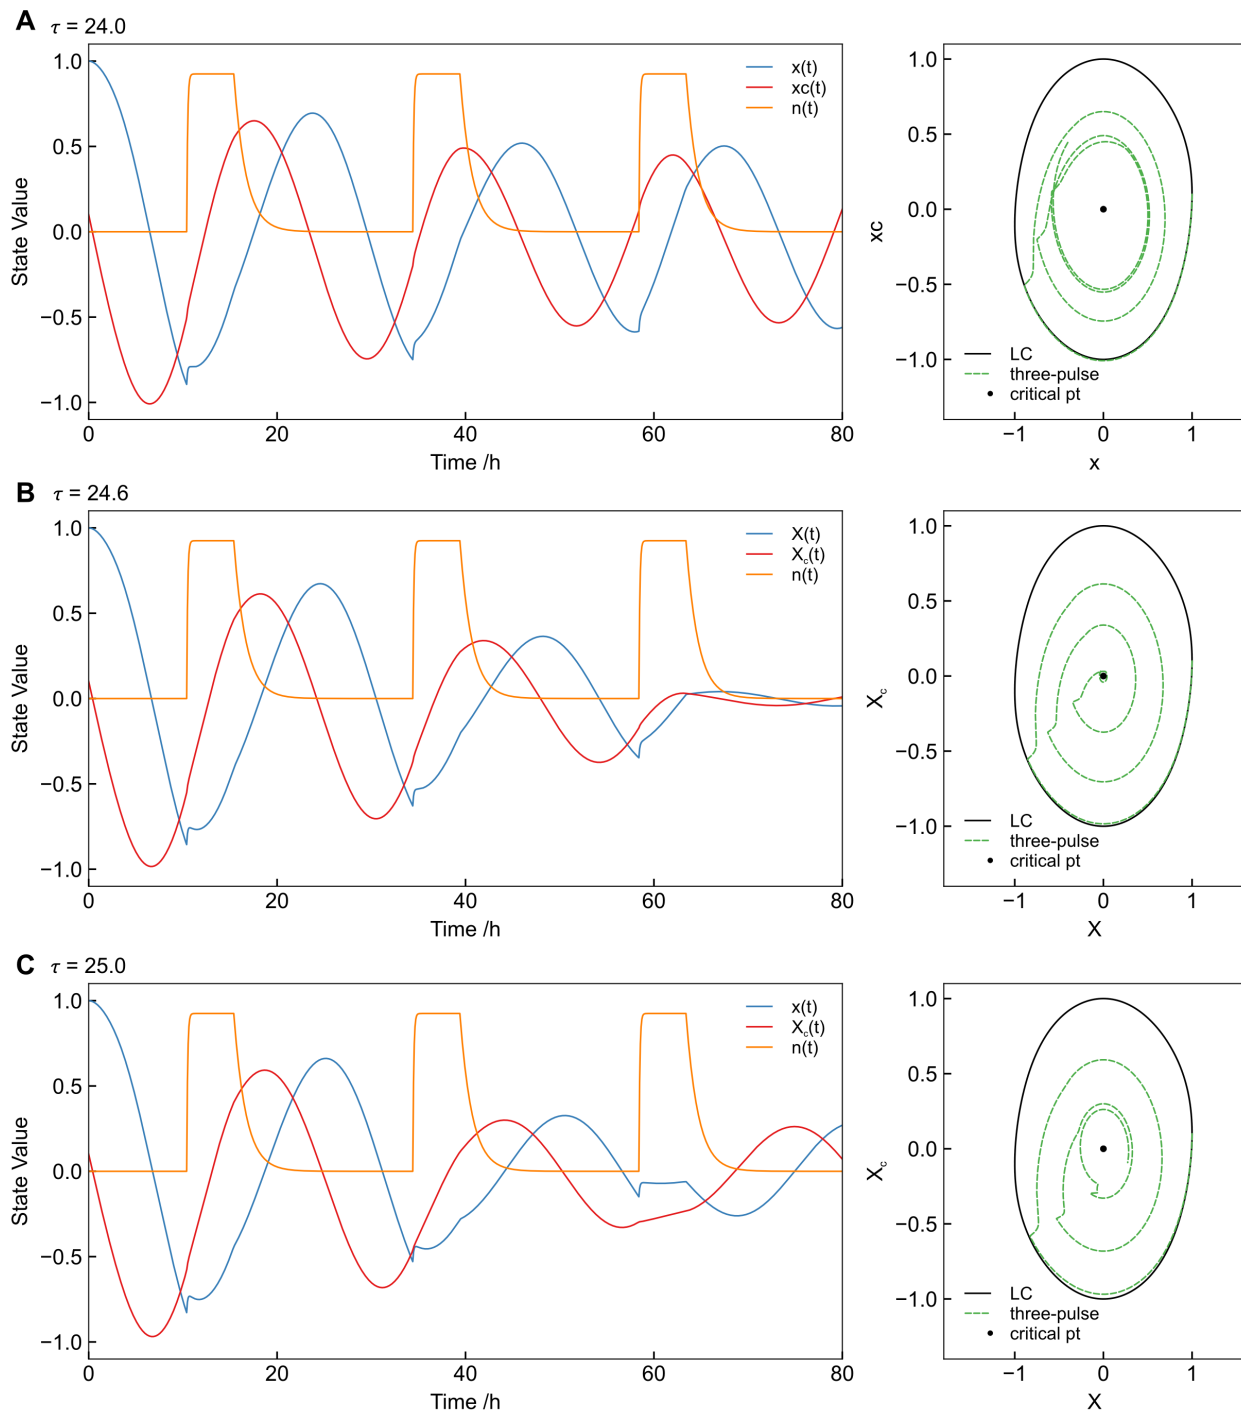 A τ = 24.0
1.0
0.5
0.0
−0.5
−1.0
State Value
0 20 40 60 80
Time /h
x(t)
xc(t)
n(t)
1.0
0.5
0.0
−0.5
−1.0
xc
LC
three-pulse
critical pt
−1 0 1
x
B τ = 24.6
1.0
0.5
0.0
−0.5
−1.0
State Value
0 20 40 60 80
Time /h
X(t)
X_c(t)
n(t)
1.0
0.5
0.0
−0.5
−1.0
X_c
LC
three-pulse
critical pt
−1 0 1
X
C τ = 25.0
1.0
0.5
0.0
−0.5
−1.0
State Value
0 20 40 60 80
Time /h
x(t)
X_c(t)
n(t)
1.0
0.5
0.0
−0.5
−1.0
X_c
LC
three-pulse
critical pt
−1 0 1
X